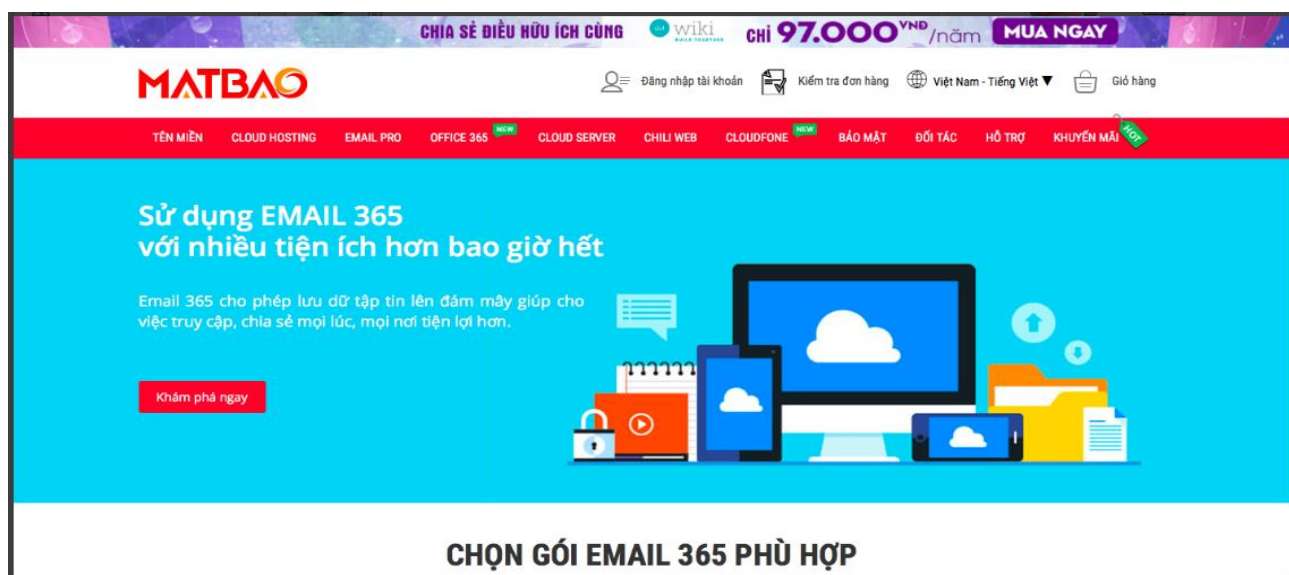 CHIA SẺ ĐIỀU HỮU ÍCH CÙNG wiki CHỈ 97.000VNĐ/năm MUA NGAY
MATBAO Đăng nhập tài khoản Kiểm tra đơn hàng Việt Nam - Tiếng Việt ▼ Giỏ hàng
TÊN MIỀN CLOUD HOSTING EMAIL PRO OFFICE 365 NEW CLOUD SERVER CHILI WEB CLOUDFONE NEW BẢO MẬT ĐỐI TÁC HỖ TRỢ KHUYẾN MÃI HOT
Sử dụng EMAIL 365
với nhiều tiện ích hơn bao giờ hết
Email 365 cho phép lưu dữ tập tin lên đám mây giúp cho
việc truy cập, chia sẻ mọi lúc, mọi nơi tiện lợi hơn.
Khám phá ngay
CHỌN GÓI EMAIL 365 PHÙ HỢP